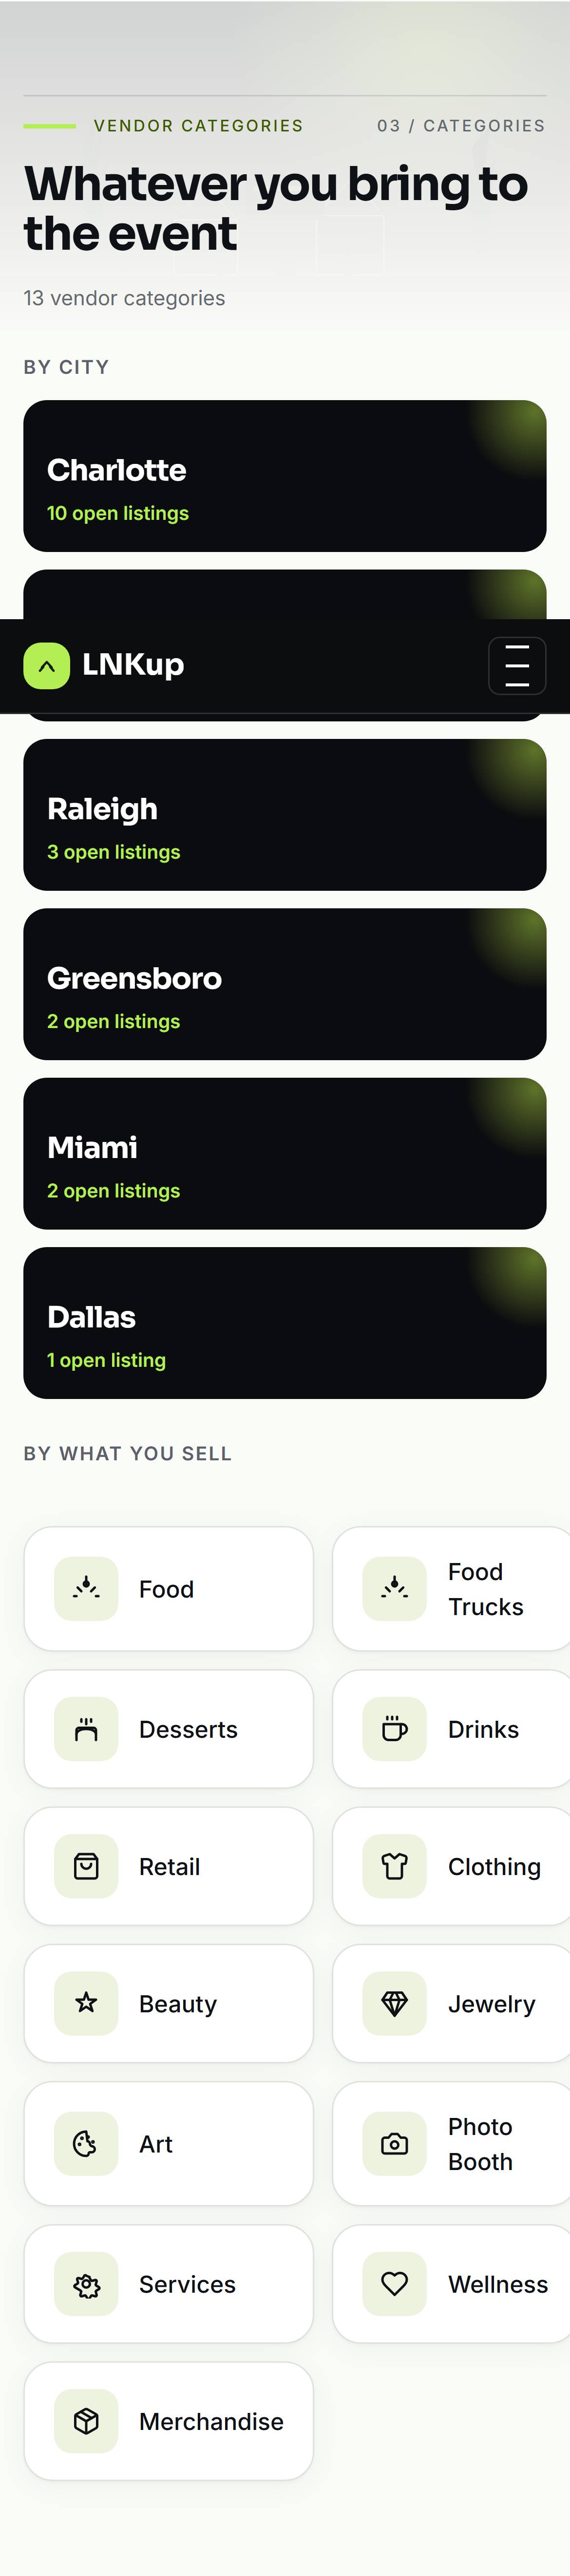 VENDOR CATEGORIES
03 / CATEGORIES
Whatever you bring to
the event
13 vendor categories
BY CITY
Charlotte
10 open listings
LNKup
Raleigh
3 open listings
Greensboro
2 open listings
Miami
2 open listings
Dallas
1 open listing
BY WHAT YOU SELL
Food
Food
Trucks
Desserts
Drinks
Retail
Clothing
Beauty
Jewelry
Art
Photo
Booth
Services
Wellness
Merchandise